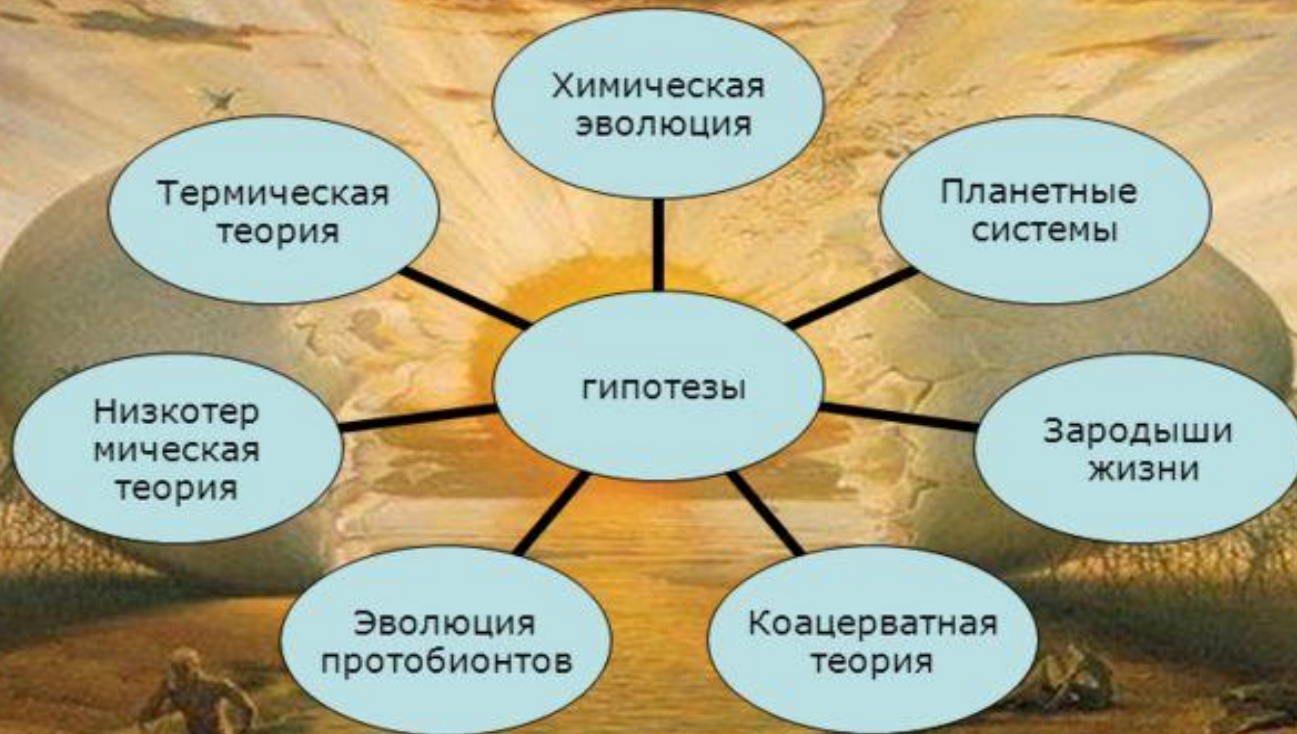 Химическая
эволюция
Термическая
теория
Планетные
системы
гипотезы
Низкотер
мическая
теория
Зародыши
жизни
Эволюция
протобионтов
Коацерватная
теория